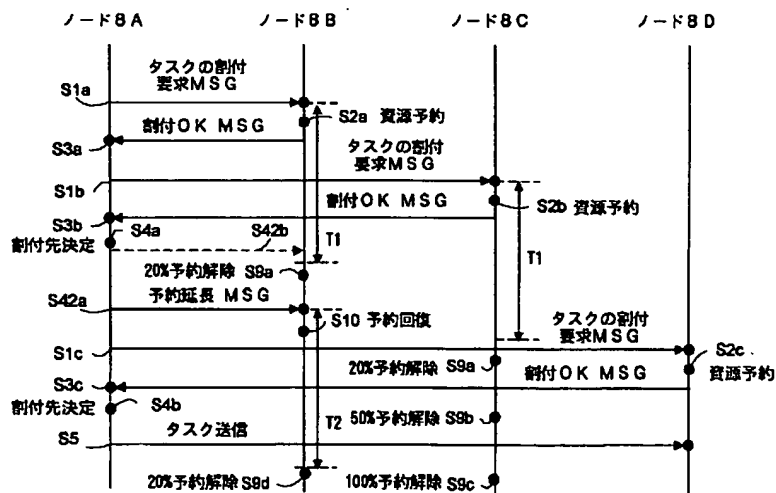 ノード8A ノード8B ノード8C ノード8D
タスクの割付
要求MSG
S1a
S2a 資源予約
割付OK MSG
S3a
タスクの割付
要求MSG
S1b
割付OK MSG
S2b 資源予約
S3b
S4a
S42b
割付先決定
T1
T1
20%予約解除 S9a
予約延長 MSG
S42a
S10 予約回復
タスクの割付
要求MSG
S1c
S2c
20%予約解除 S9a
割付OK MSG
資源予約
S3c
割付先決定
S4b
T2
50%予約解除 S9b
タスク送信
S5
20%予約解除 S9d
100%予約解除 S9c